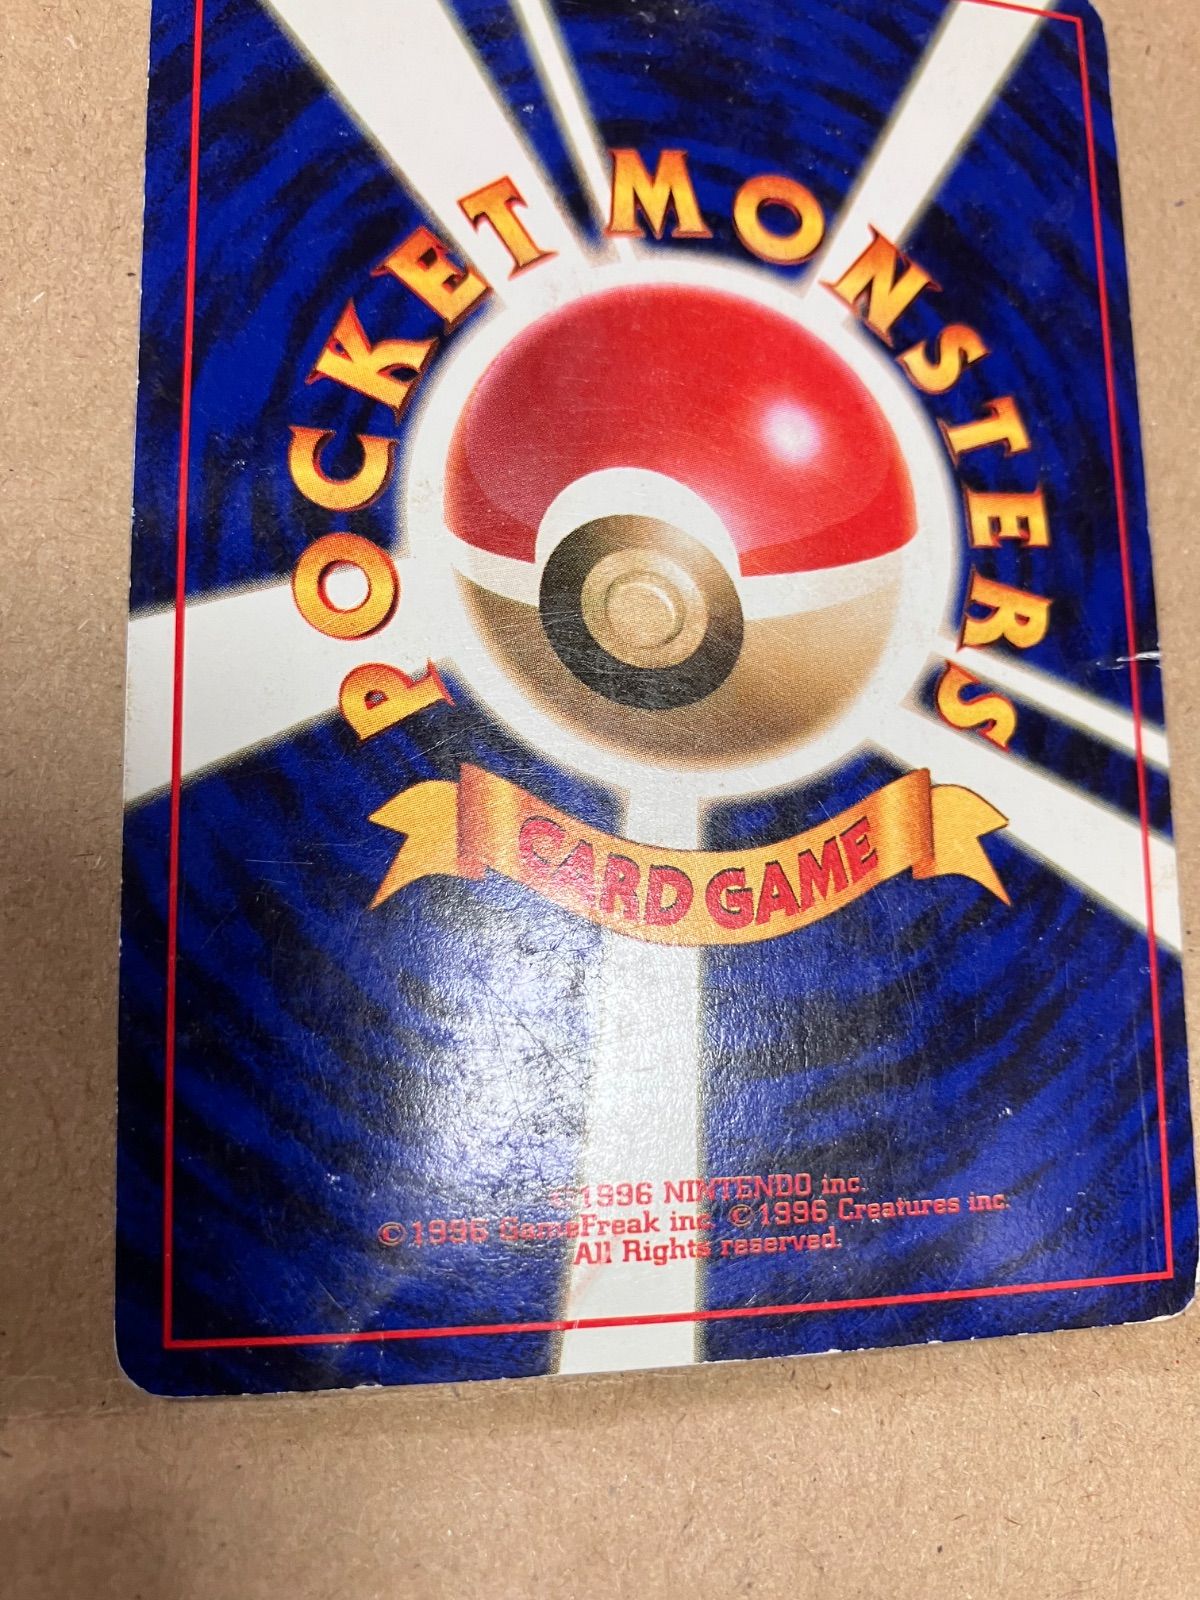 POCKET MONSTERS
CARD GAME
©1996 NINTENDO inc.
©1996 GameFreak inc. ©1996 Creatures inc.
All Rights reserved.